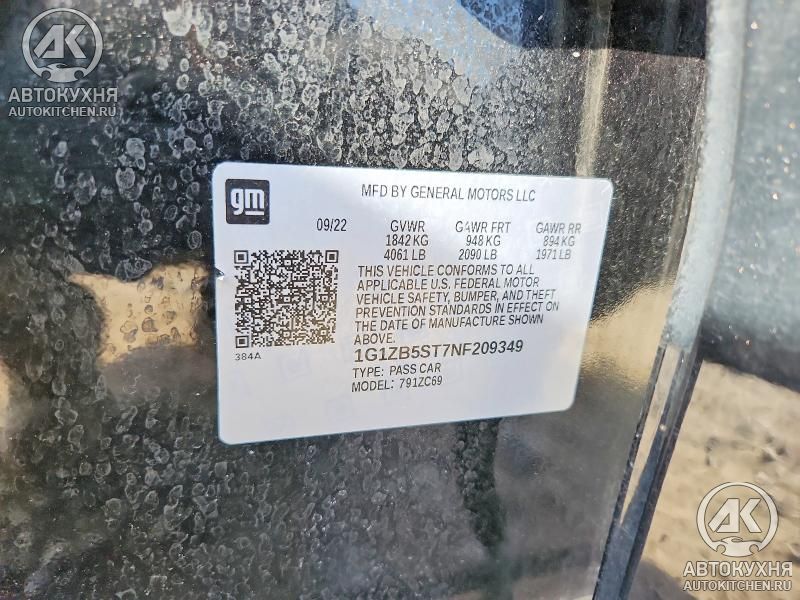 АВТОКУХНЯ
AUTOKITCHEN.RU
gm
MFD BY GENERAL MOTORS LLC
09/22 GVWR GAWR FRT GAWR RR
1842 KG 948 KG 894 KG
4061 LB 2090 LB 1971 LB
THIS VEHICLE CONFORMS TO ALL
APPLICABLE U.S. FEDERAL MOTOR
VEHICLE SAFETY, BUMPER, AND THEFT
PREVENTION STANDARDS IN EFFECT ON
THE DATE OF MANUFACTURE SHOWN
ABOVE.
384A
1G1ZB5ST7NF209349
TYPE: PASS CAR
MODEL: 791ZC69
АВТОКУХНЯ
AUTOKITCHEN.RU